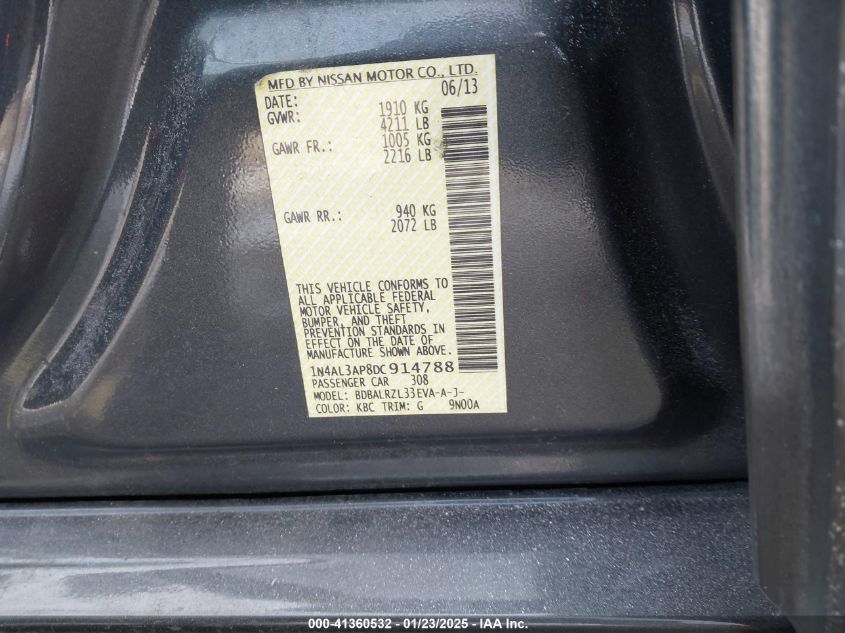 MFD BY NISSAN MOTOR CO., LTD.
DATE: 06/13
GVWR: 1910 KG
4211 LB
GAWR FR.: 1005 KG
2216 LB
GAWR RR.: 940 KG
2072 LB
THIS VEHICLE CONFORMS TO
ALL APPLICABLE FEDERAL
MOTOR VEHICLE SAFETY,
BUMPER, AND THEFT
PREVENTION STANDARDS IN
EFFECT ON THE DATE OF
MANUFACTURE SHOWN ABOVE.
1N4AL3AP8DC914788
PASSENGER CAR 308
MODEL: BDBALRZL33EVA-A-J-
COLOR: KBC TRIM: G 9N00A
000-41360532 - 01/23/2025 - IAA Inc.